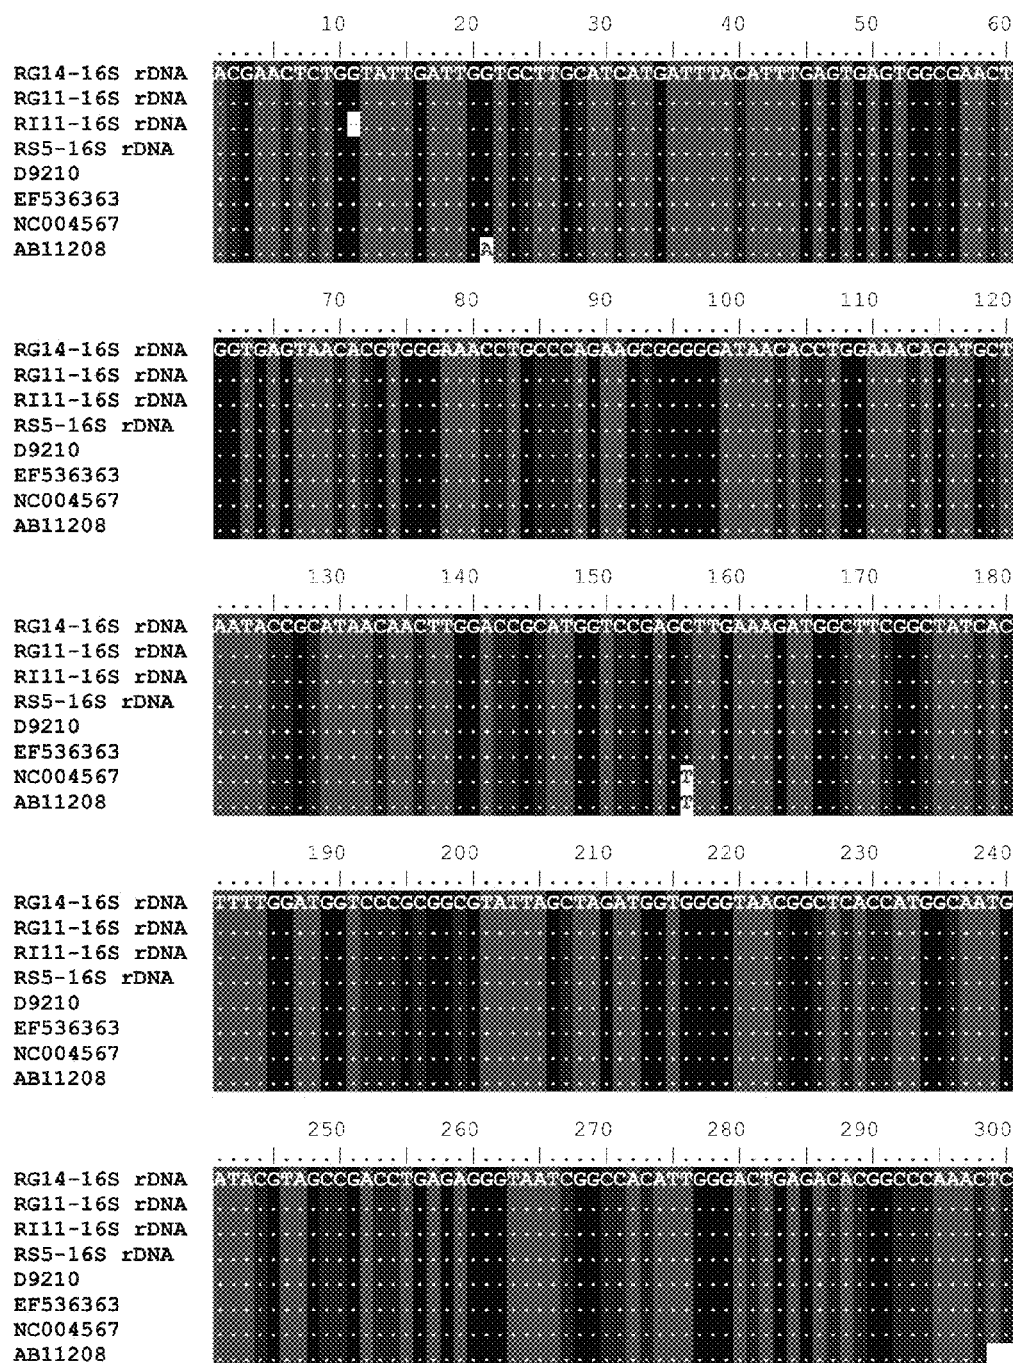 10 20 30 40 50 60
RG14-16S rDNA ACGAACTCTGGTATTGATTGGTGCTTGCATCATGATTTACATTTGAGTGAGTGGCGAACT
RG11-16S rDNA
RI11-16S rDNA -
RS5-16S rDNA
D9210
EF536363
NC004567
AB11208 A
70 80 90 100 110 120
RG14-16S rDNA GGTGAGTAACACGTGGGAAACCTGCCCAGAAGCGGGGGATAACACCTGGAAACAGATGCT
RG11-16S rDNA
RI11-16S rDNA
RS5-16S rDNA
D9210
EF536363
NC004567
AB11208
130 140 150 160 170 180
RG14-16S rDNA AATACCGCATAACAACTTGGACCGCATGGTCCGAGCTTGAAAGATGGCTTCGGCTATCAC
RG11-16S rDNA
RI11-16S rDNA
RS5-16S rDNA
D9210
EF536363
NC004567 T
AB11208 T
190 200 210 220 230 240
RG14-16S rDNA TTTTGGATGGTCCCGCGGCGTATTAGCTAGATGGTGGGGTAACGGCTCACCATGGCAATG
RG11-16S rDNA
RI11-16S rDNA
RS5-16S rDNA
D9210
EF536363
NC004567
AB11208
250 260 270 280 290 300
RG14-16S rDNA ATACGTAGCCGACCTGAGAGGGTAATCGGCCACATTGGGACTGAGACACGGCCCAAACTC
RG11-16S rDNA
RI11-16S rDNA
RS5-16S rDNA
D9210
EF536363
NC004567
AB11208